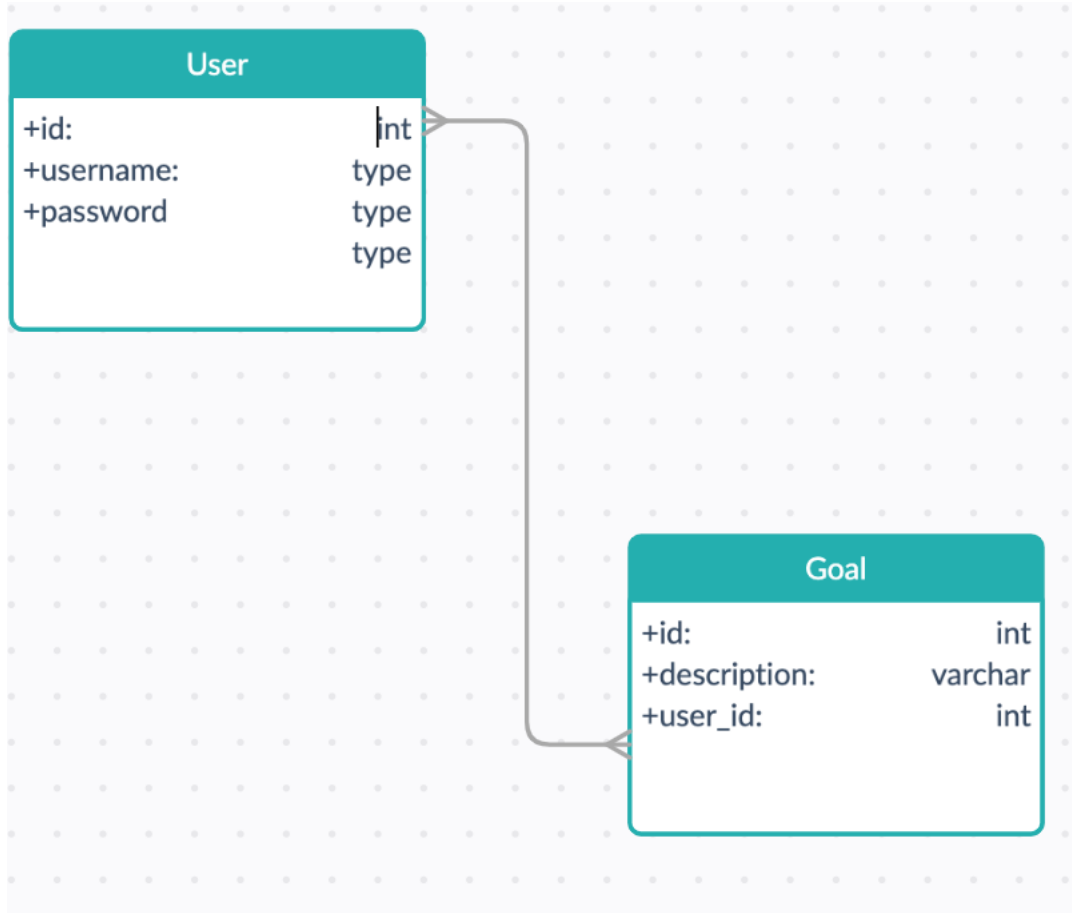 User
+id: int
+username: type
+password type
type
Goal
+id: int
+description: varchar
+user_id: int